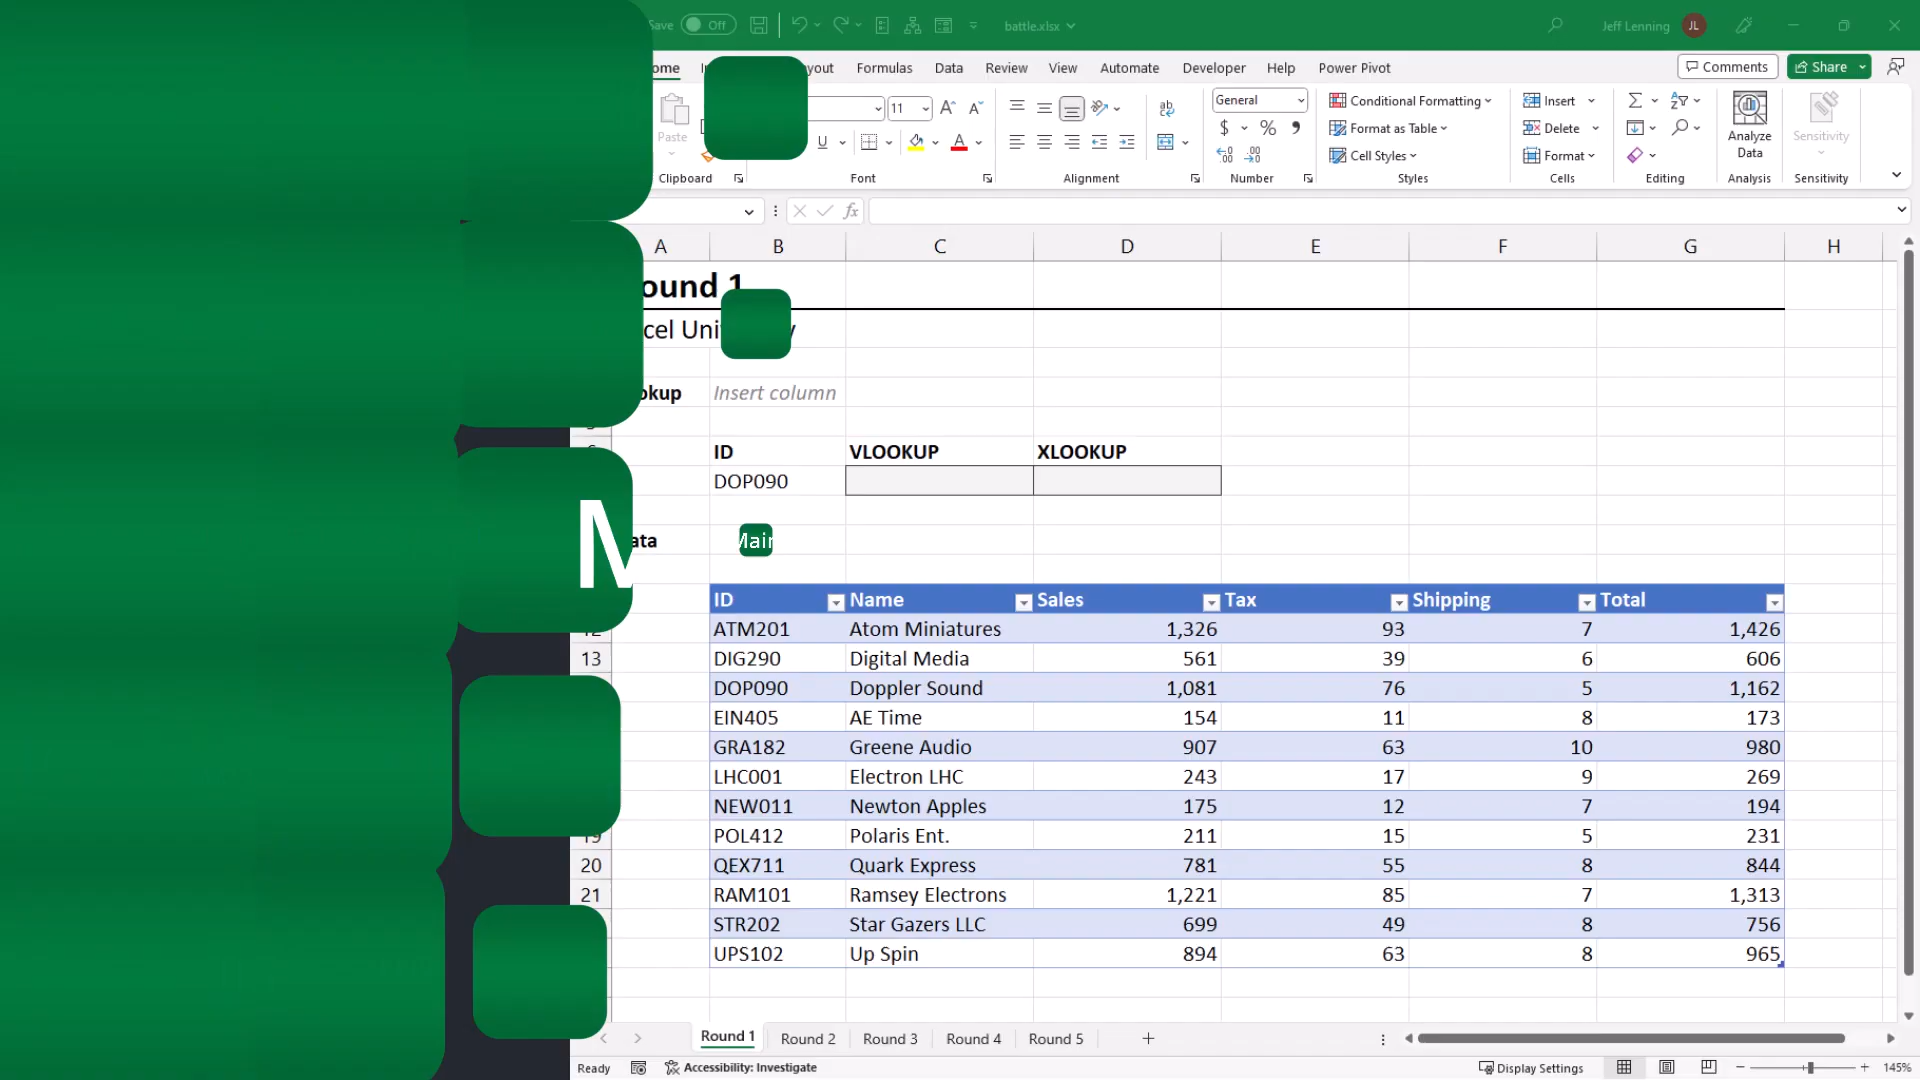 Save Off battle.xlsx Jeff Lenning JL
ome yout Formulas Data Review View Automate Developer Help Power Pivot Comments Share
Paste U 11 A A A ab General $ % Conditional Formatting Format as Table Cell Styles Insert Delete Format Analyze Data Sensitivity
Clipboard Font Alignment Number Styles Cells Editing Analysis Sensitivity
fx
A B C D E F G H
ound 1
cel Uni y
okup Insert column
ID VLOOKUP XLOOKUP
DOP090
M ata Main
ID Name Sales Tax Shipping Total
12 ATM201 Atom Miniatures 1,326 93 7 1,426
13 DIG290 Digital Media 561 39 6 606
DOP090 Doppler Sound 1,081 76 5 1,162
EIN405 AE Time 154 11 8 173
GRA182 Greene Audio 907 63 10 980
LHC001 Electron LHC 243 17 9 269
NEW011 Newton Apples 175 12 7 194
19 POL412 Polaris Ent. 211 15 5 231
20 QEX711 Quark Express 781 55 8 844
21 RAM101 Ramsey Electrons 1,221 85 7 1,313
STR202 Star Gazers LLC 699 49 8 756
UPS102 Up Spin 894 63 8 965
Round 1 Round 2 Round 3 Round 4 Round 5
Ready Accessibility: Investigate Display Settings 145%